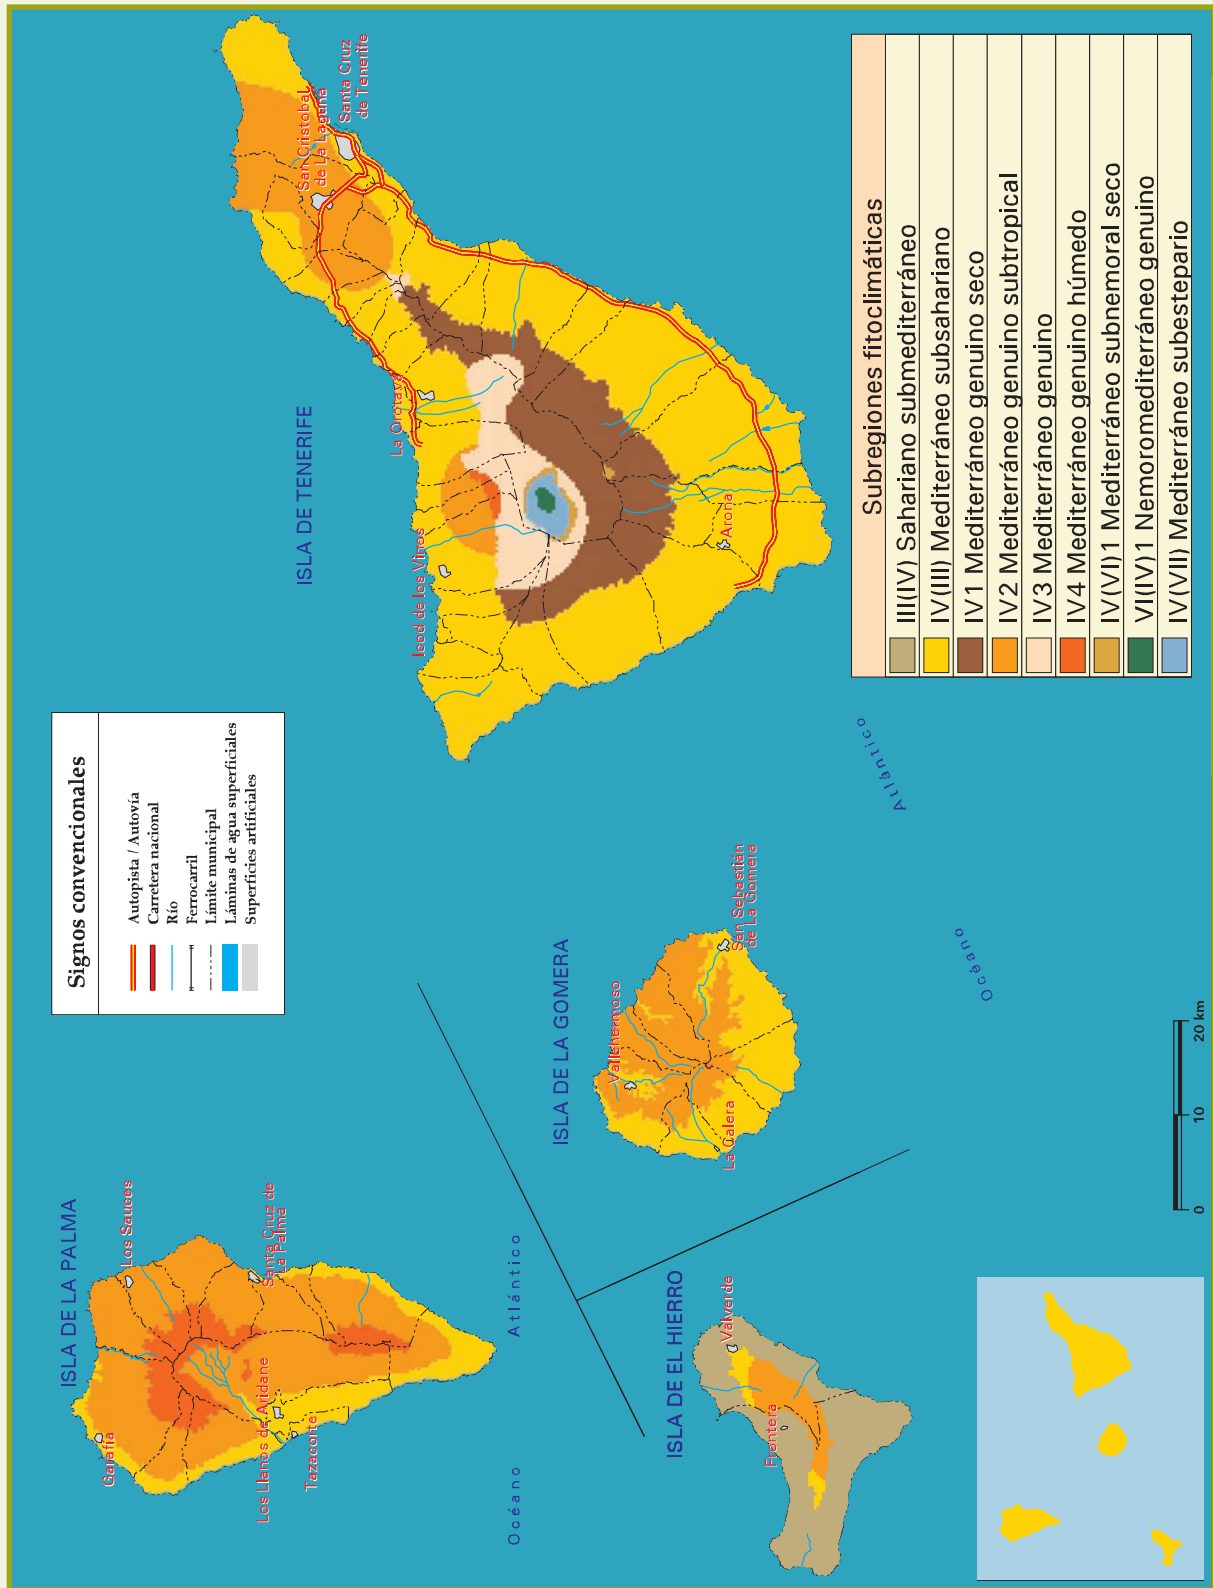 ISLA DE LA PALMA
Garafía
Los Sauces
Santa Cruz de
La Palma
Los Llanos de Aridane
Tazacorte
Océano
Atlántico
ISLA DE EL HIERRO
Valverde
Frontera
ISLA DE LA GOMERA
Vallehermoso
San Sebastián
de La Gomera
La Calera
Signos convencionales
Autopista / Autovía
Carretera nacional
Río
Ferrocarril
Límite municipal
Láminas de agua superficiales
Superficies artificiales
ISLA DE TENERIFE
San Cristobal
de La Laguna
Santa Cruz
de Tenerife
La Orotava
Icod de los Vinos
Arona
Océano
Atlántico
0
10
20 km
Subregiones fitoclimáticas
III(IV) Sahariano submediterráneo
IV(III) Mediterráneo subsahariano
IV1 Mediterráneo genuino seco
IV2 Mediterráneo genuino subtropical
IV3 Mediterráneo genuino
IV4 Mediterráneo genuino húmedo
IV(VI)1 Mediterráneo subnemoral seco
VI(IV)1 Nemoromediterráneo genuino
IV(VII) Mediterráneo subestepario